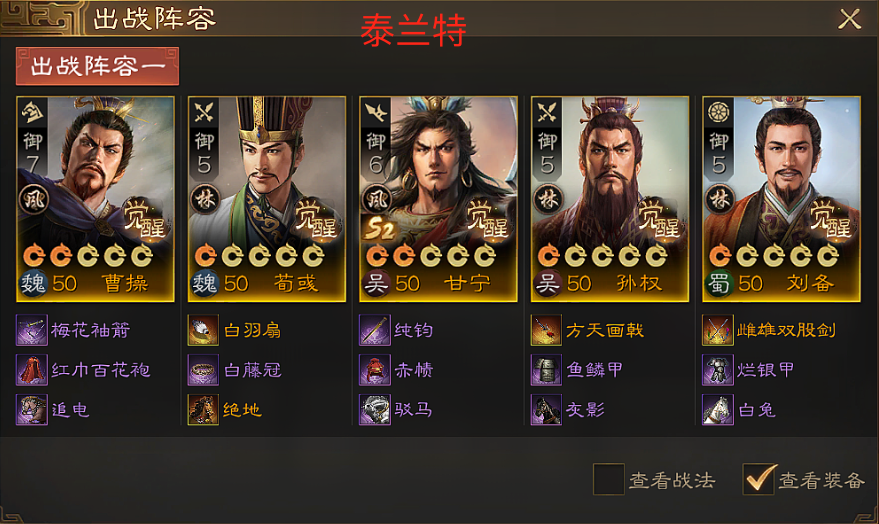 出战阵容
泰兰特
出战阵容一
御 御 御 御 御
7 5 6 5 5
风 林 风 林 林
S2
觉醒 觉醒 觉醒 觉醒 觉醒
魏 50 曹操 魏 50 荀彧 吴 50 甘宁 吴 50 孙权 蜀 50 刘备
梅花袖箭 白羽扇 纯钧 方天画戟 雌雄双股剑
红巾百花袍 白藤冠 赤帻 鱼鳞甲 烂银甲
追电 绝地 驳马 灰影 白兔
查看战法 查看装备